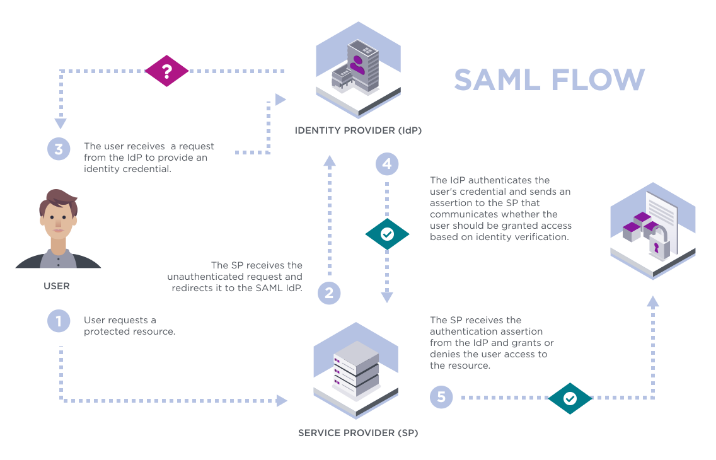 SAML FLOW
?
IDENTITY PROVIDER (IdP)
3
The user receives a request
from the IdP to provide an
identity credential.
4
The IdP authenticates the
user's credential and sends an
assertion to the SP that
communicates whether the
user should be granted access
based on identity verification.
USER
The SP receives the
unauthenticated request and
redirects it to the SAML IdP.
2
1
User requests a
protected resource.
The SP receives the
authentication assertion
from the IdP and grants or
denies the user access to
the resource.
5
SERVICE PROVIDER (SP)